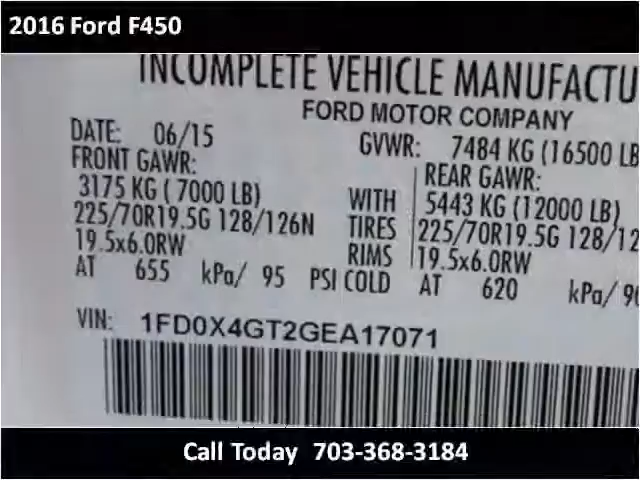 2016 Ford F450
INCOMPLETE VEHICLE MANUFACTU
FORD MOTOR COMPANY
DATE: 06/15
GVWR: 7484 KG (16500 LB
FRONT GAWR:
REAR GAWR:
3175 KG ( 7000 LB)
WITH
5443 KG (12000 LB)
225/70R19.5G 128/126N
TIRES
225/70R19.5G 128/12
19.5x6.0RW
RIMS
19.5x6.0RW
AT 655 kPa/ 95 PSI COLD AT 620 kPa/ 90
VIN: 1FD0X4GT2GEA17071
Call Today 703-368-3184